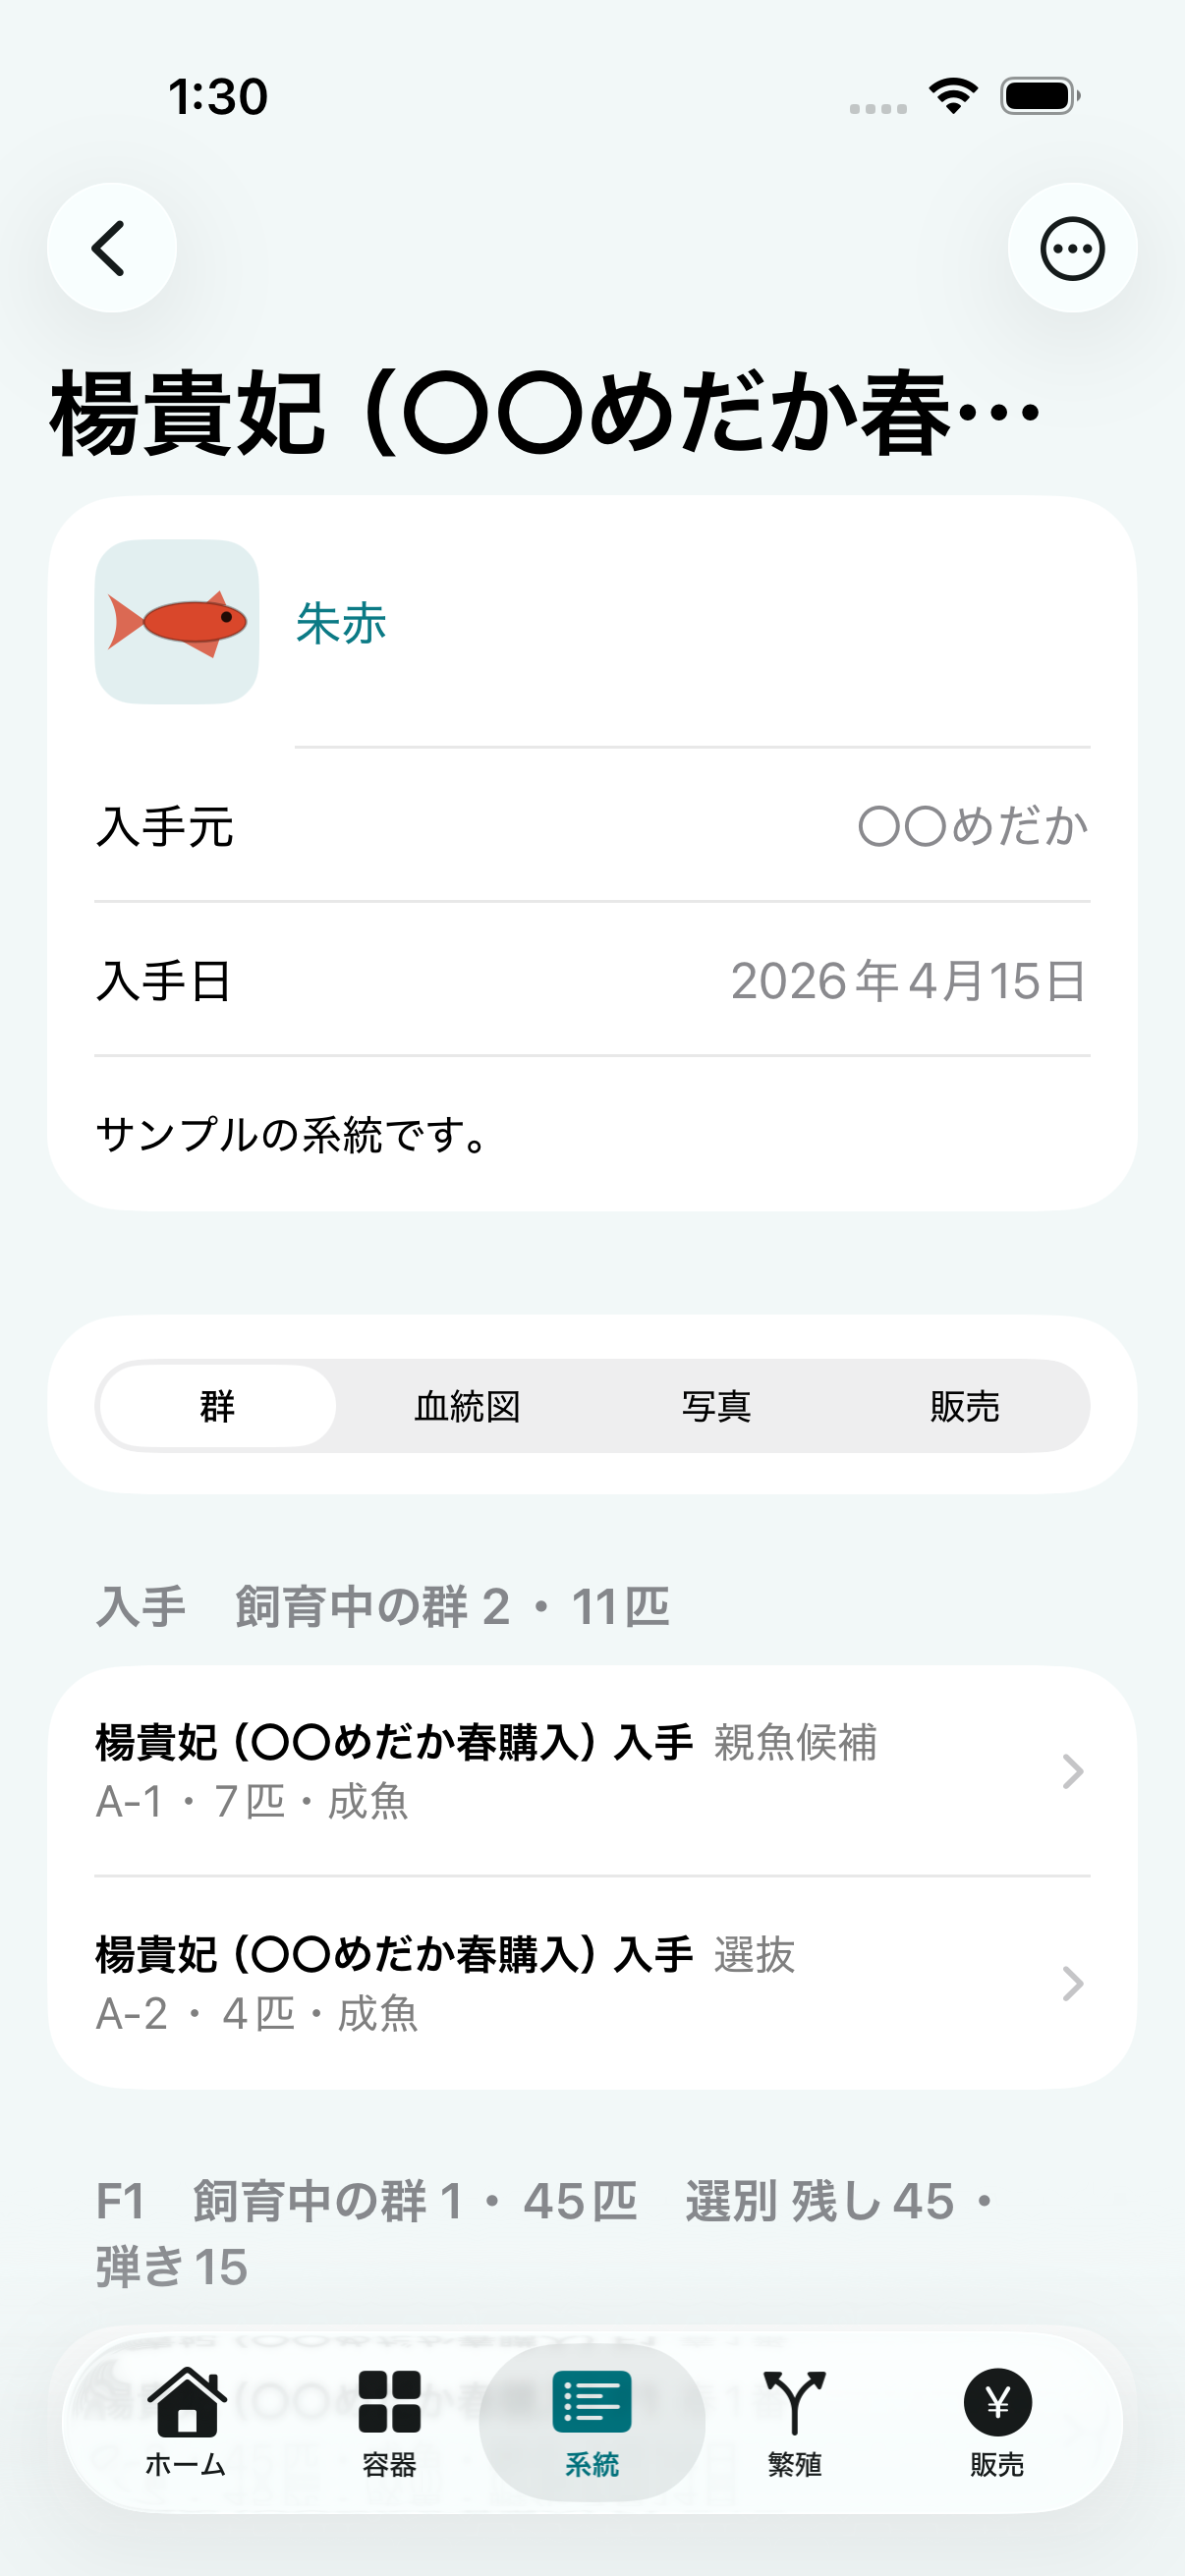 1:30
楊貴妃（〇〇めだか春…
朱赤
入手元
〇〇めだか
入手日
2026年4月15日
サンプルの系統です。
群
血統図
写真
販売
入手　飼育中の群 2・11匹
楊貴妃（〇〇めだか春購入）入手 親魚候補
A-1・7匹・成魚
楊貴妃（〇〇めだか春購入）入手 選抜
A-2・4匹・成魚
F1　飼育中の群 1・45匹　選別 残し45・
弾き15
ホーム
容器
系統
繁殖
販売